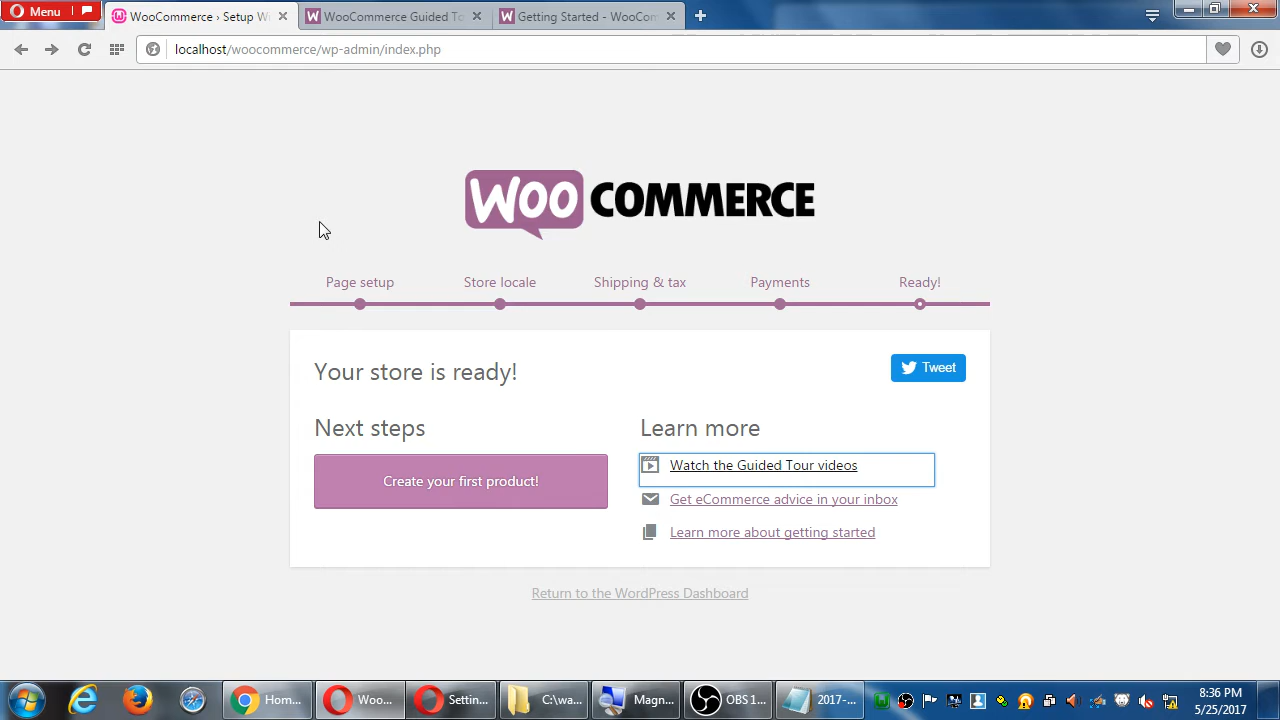 Menu
WooCommerce › Setup W
WooCommerce Guided To
Getting Started - WooCom
localhost/woocommerce/wp-admin/index.php
WOO COMMERCE
Page setup
Store locale
Shipping & tax
Payments
Ready!
Your store is ready!
Tweet
Next steps
Learn more
Create your first product!
Watch the Guided Tour videos
Get eCommerce advice in your inbox
Learn more about getting started
Return to the WordPress Dashboard
Hom...
Woo...
Settin...
C:\wa...
Magn...
OBS 1...
2017-...
8:36 PM
5/25/2017